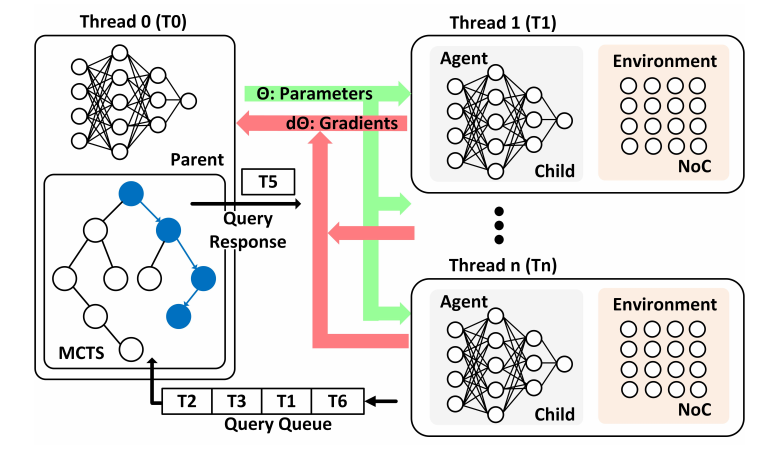 Thread 0 (T0)
Parent
MCTS
Θ: Parameters
dΘ: Gradients
T5
Query
Response
T2 T3 T1 T6
Query Queue
Thread 1 (T1)
Agent
Child
Environment
NoC
Thread n (Tn)
Agent
Child
Environment
NoC